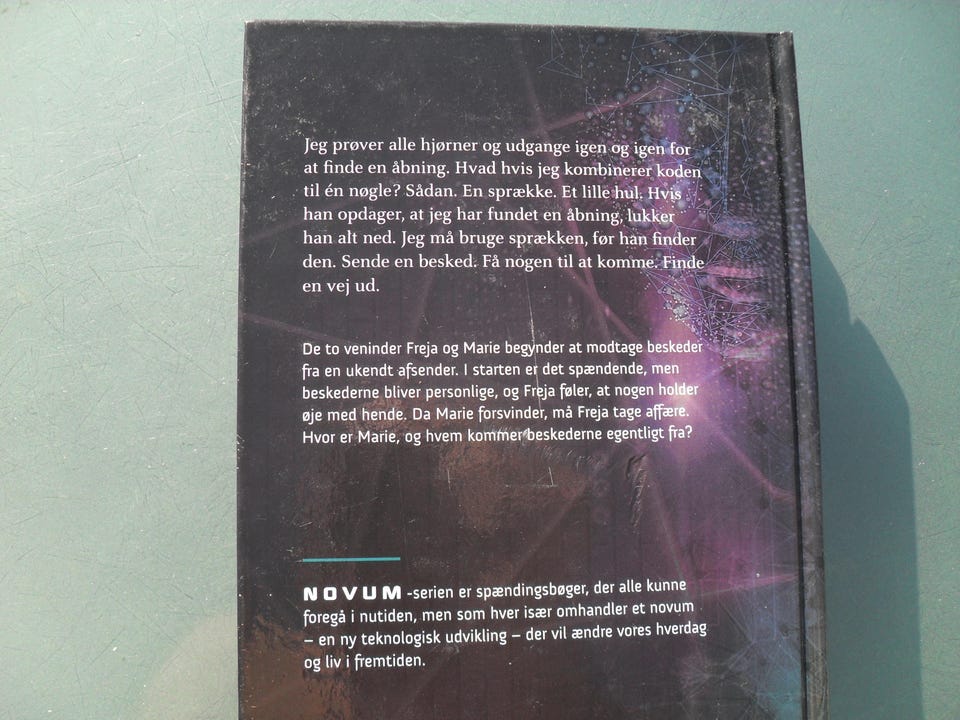 Jeg prøver alle hjørner og udgange igen og igen for
at finde en åbning. Hvad hvis jeg kombinerer koden
til én nøgle? Sådan. En sprække. Et lille hul. Hvis
han opdager, at jeg har fundet en åbning, lukker
han alt ned. Jeg må bruge sprækken, før han finder
den. Sende en besked. Få nogen til at komme. Finde
en vej ud.
De to veninder Freja og Marie begynder at modtage beskeder
fra en ukendt afsender. I starten er det spændende, men
beskederne bliver personlige, og Freja føler, at nogen holder
øje med hende. Da Marie forsvinder, må Freja tage affære.
Hvor er Marie, og hvem kommer beskederne egentligt fra?
NOVUM-serien er spændingsbøger, der alle kunne
foregå i nutiden, men som hver især omhandler et novum
– en ny teknologisk udvikling – der vil ændre vores hverdag
og liv i fremtiden.